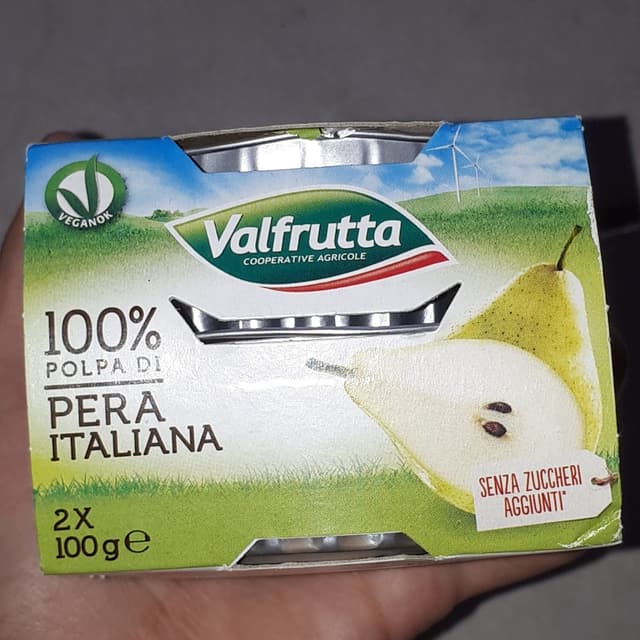 VEGANOK
Valfrutta
COOPERATIVE AGRICOLE
100%
POLPA DI
PERA
ITALIANA
SENZA ZUCCHERI
AGGIUNTI*
2X
100g℮